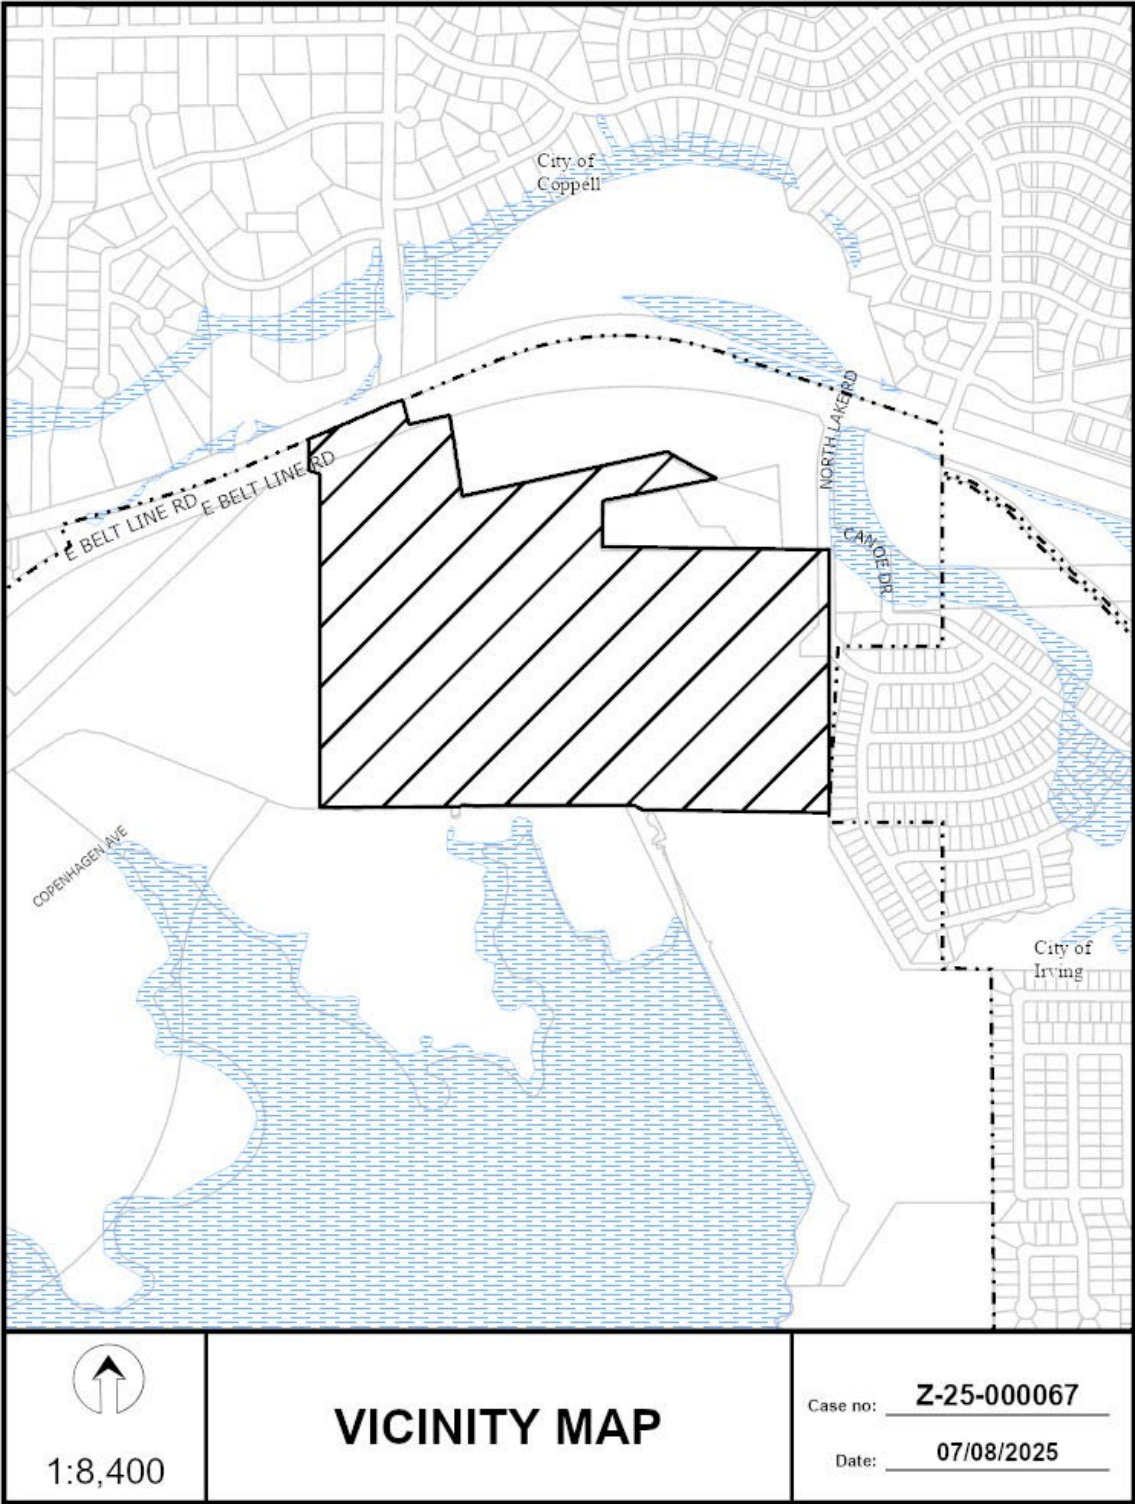 City of
Coppell
NORTH LAKE RD
E BELT LINE RD
E BELT LINE RD
CANOE DR
COPENHAGEN AVE
City of
Irving
1:8,400
VICINITY MAP
Case no: Z-25-000067
Date: 07/08/2025